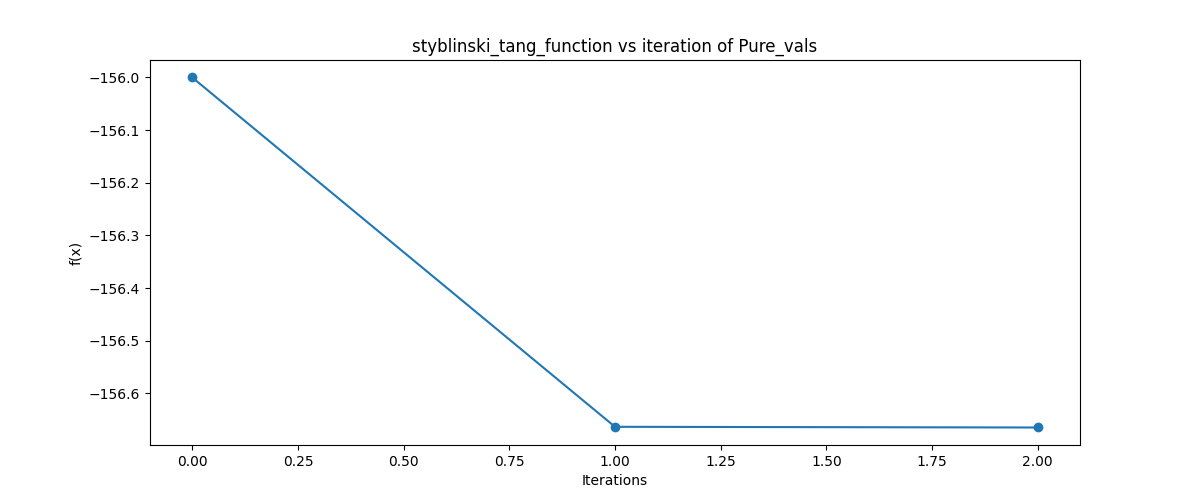 styblinski_tang_function vs iteration of Pure_vals
−156.0
−156.1
−156.2
−156.3
−156.4
−156.5
−156.6
f(x)
0.00 0.25 0.50 0.75 1.00 1.25 1.50 1.75 2.00
Iterations